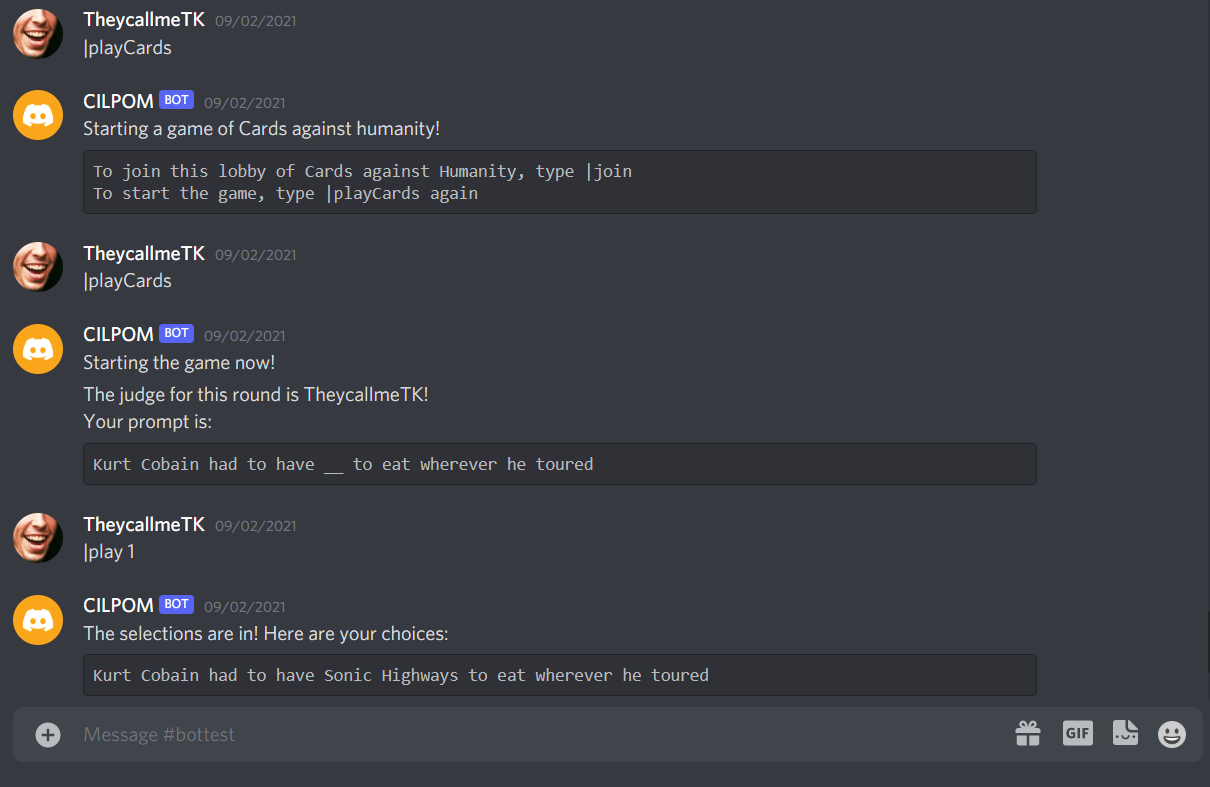 TheycallmeTK 09/02/2021
|playCards
CILPOM BOT 09/02/2021
Starting a game of Cards against humanity!
To join this lobby of Cards against Humanity, type |join
To start the game, type |playCards again
TheycallmeTK 09/02/2021
|playCards
CILPOM BOT 09/02/2021
Starting the game now!
The judge for this round is TheycallmeTK!
Your prompt is:
Kurt Cobain had to have __ to eat wherever he toured
TheycallmeTK 09/02/2021
|play 1
CILPOM BOT 09/02/2021
The selections are in! Here are your choices:
Kurt Cobain had to have Sonic Highways to eat wherever he toured
Message #bottest GIF